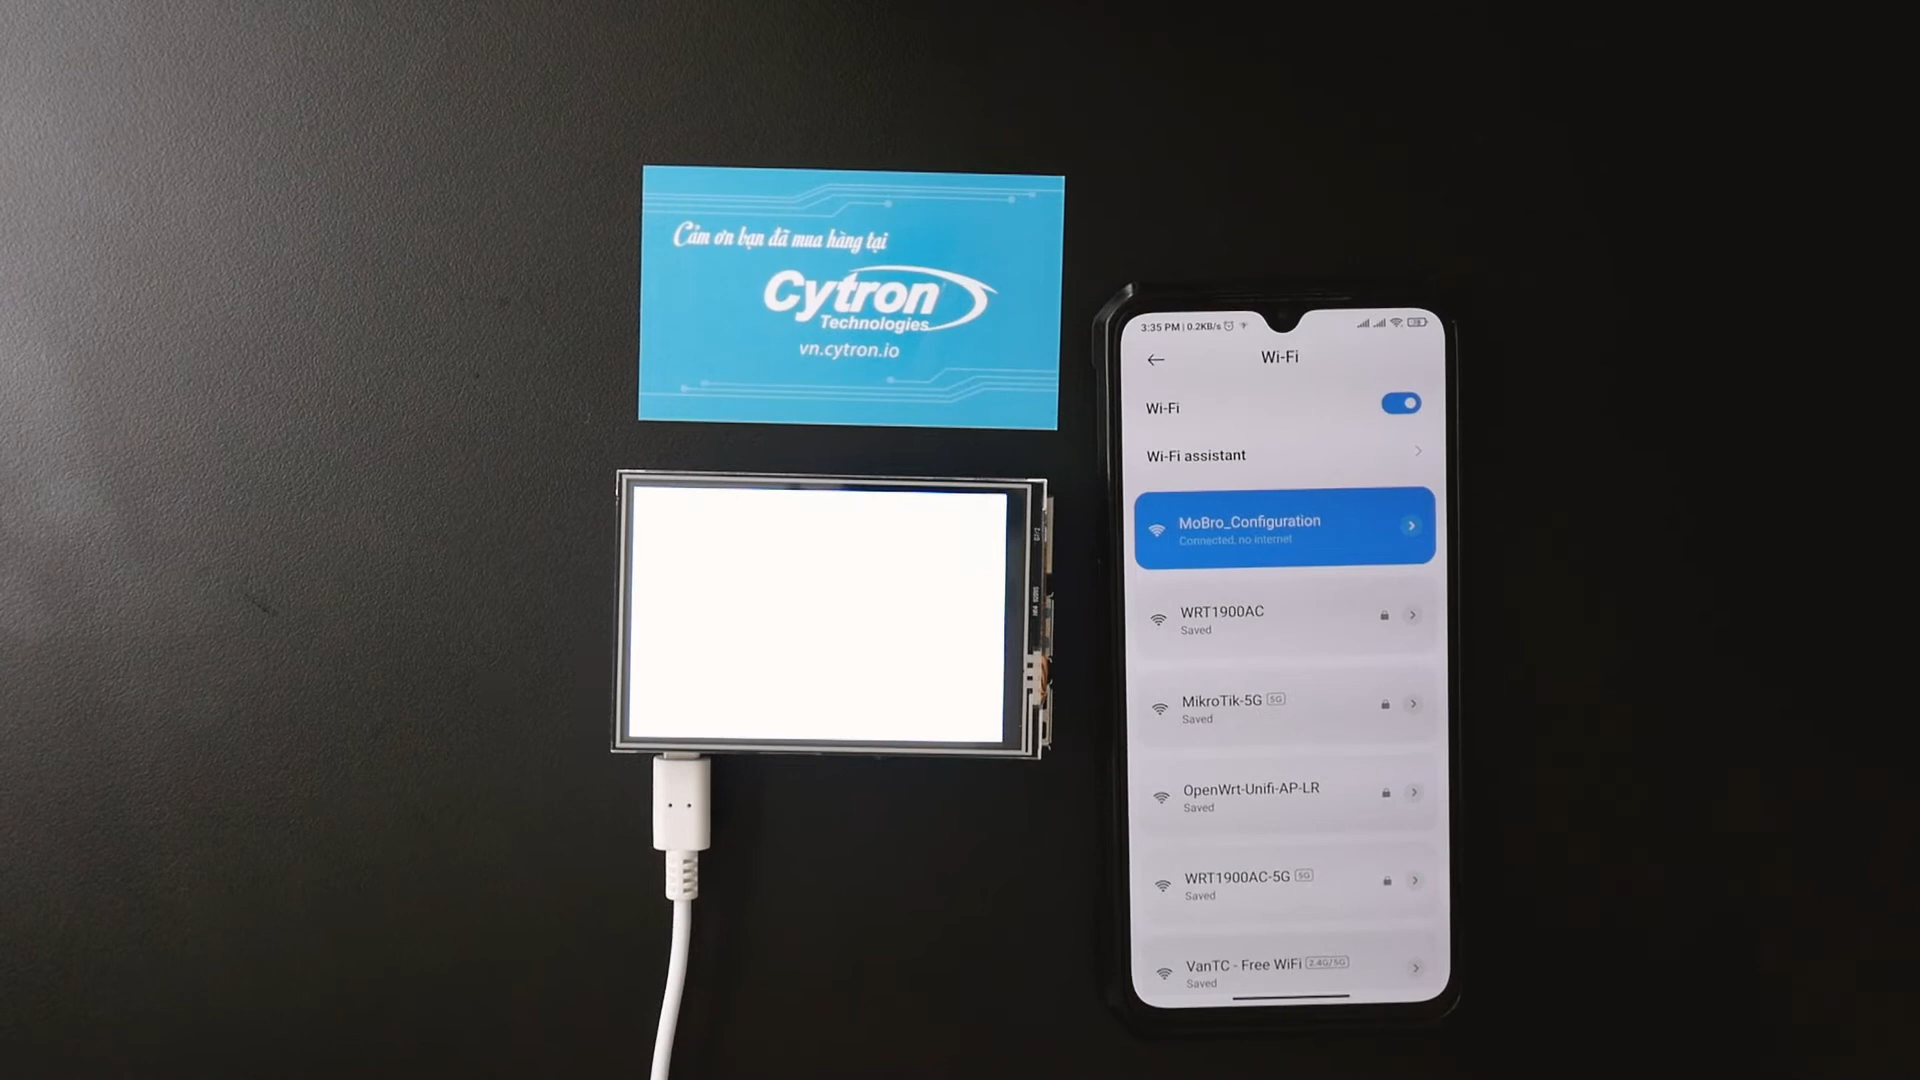 Cảm ơn bạn đã mua hàng tại
Cytron
Technologies
vn.cytron.io
3:35 PM | 0.2KB/s
Wi-Fi
Wi-Fi
Wi-Fi assistant
MoBro_Configuration
Connected, no internet
WRT1900AC
Saved
MikroTik-5G 5G
Saved
OpenWrt-Unifi-AP-LR
Saved
WRT1900AC-5G 5G
Saved
VanTC - Free WiFi 2.4G/5G
Saved